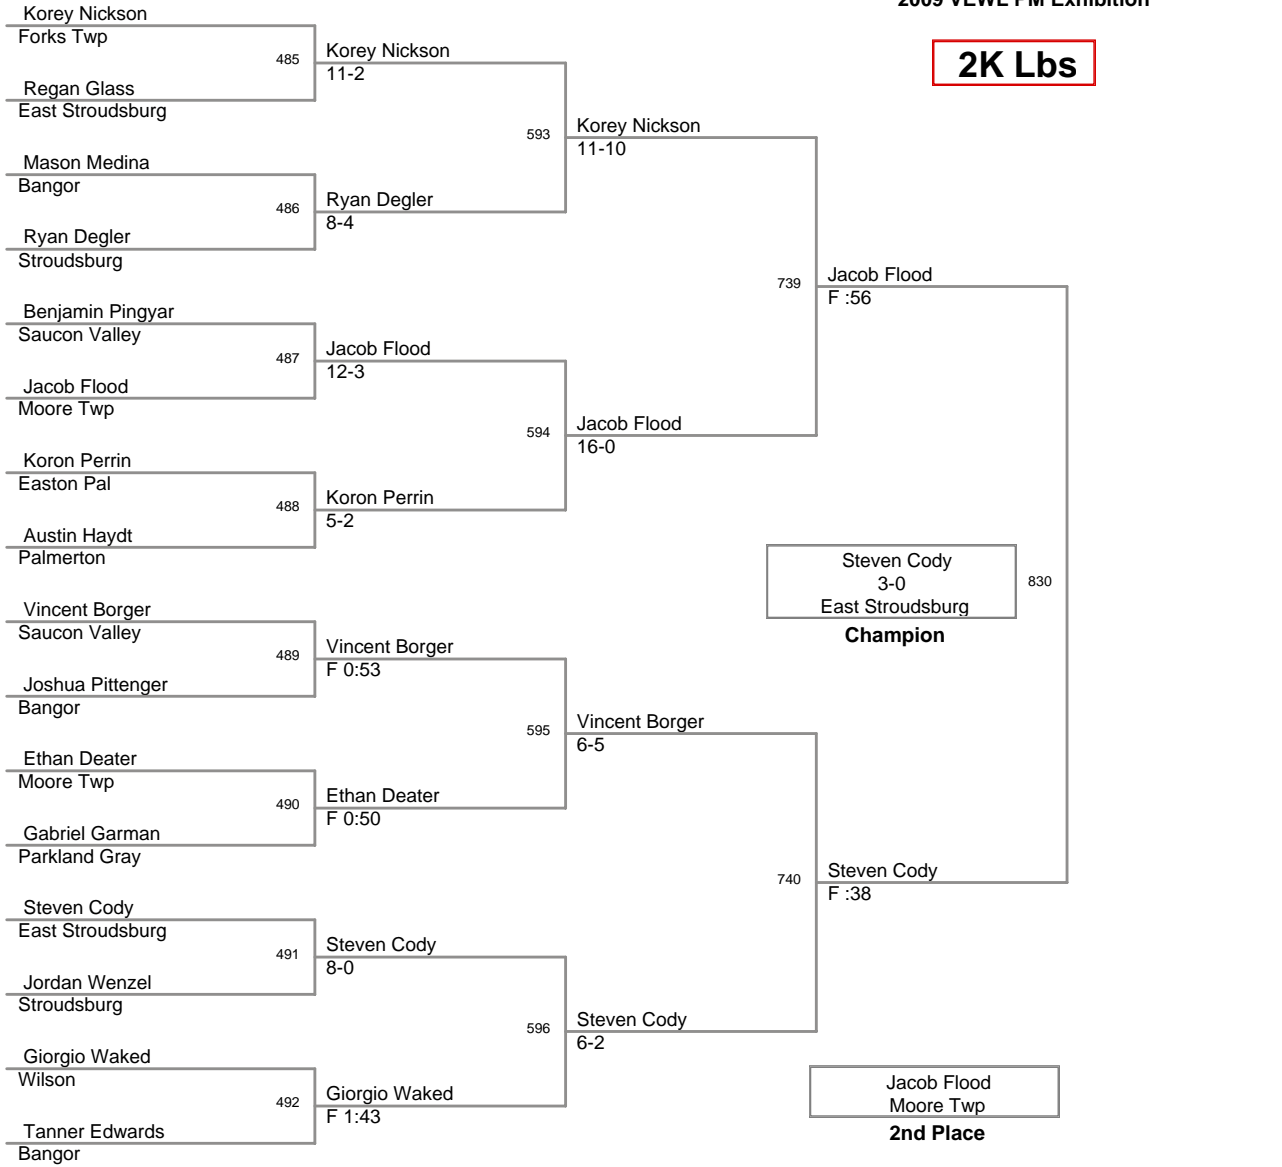 2009 VEWL PM Exhibition
2K Lbs
Korey Nickson
Forks Twp
485
Regan Glass
East Stroudsburg
Korey Nickson
11-2
Mason Medina
Bangor
486
Ryan Degler
Stroudsburg
Ryan Degler
8-4
593
Korey Nickson
11-10
Benjamin Pingyar
Saucon Valley
487
Jacob Flood
Moore Twp
Jacob Flood
12-3
Koron Perrin
Easton Pal
488
Austin Haydt
Palmerton
Koron Perrin
5-2
594
Jacob Flood
16-0
739
Jacob Flood
F :56
Vincent Borger
Saucon Valley
489
Joshua Pittenger
Bangor
Vincent Borger
F 0:53
Ethan Deater
Moore Twp
490
Gabriel Garman
Parkland Gray
Ethan Deater
F 0:50
595
Vincent Borger
6-5
Steven Cody
East Stroudsburg
491
Jordan Wenzel
Stroudsburg
Steven Cody
8-0
Giorgio Waked
Wilson
492
Tanner Edwards
Bangor
Giorgio Waked
F 1:43
596
Steven Cody
6-2
740
Steven Cody
F :38
830
Steven Cody
3-0
East Stroudsburg
Champion
Jacob Flood
Moore Twp
2nd Place